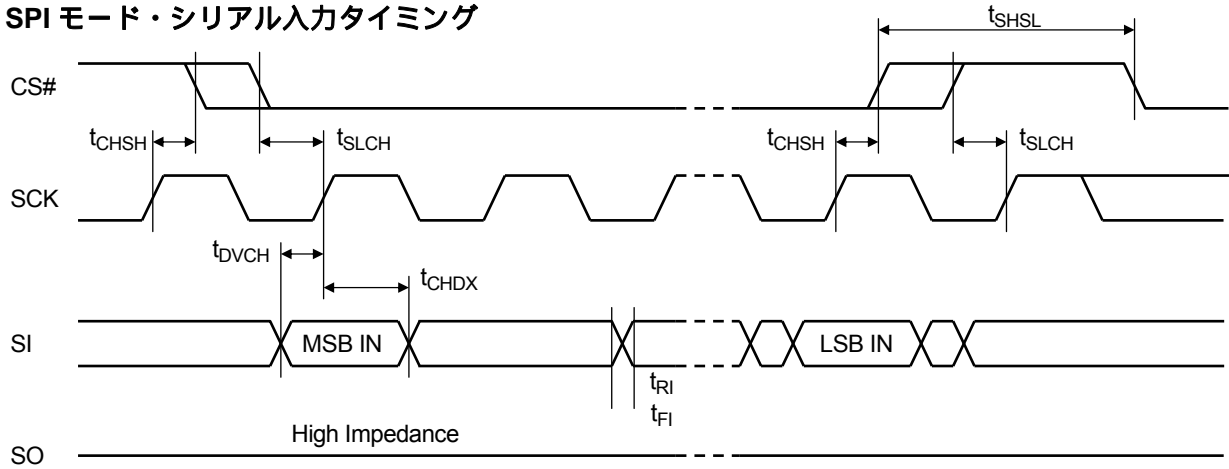 SPI モード・シリアル入力タイミング
tSHSL
CS#
tCHSH
tSLCH
tCHSH
tSLCH
SCK
tDVCH
tCHDX
SI
MSB IN
LSB IN
tRI
tFI
High Impedance
SO